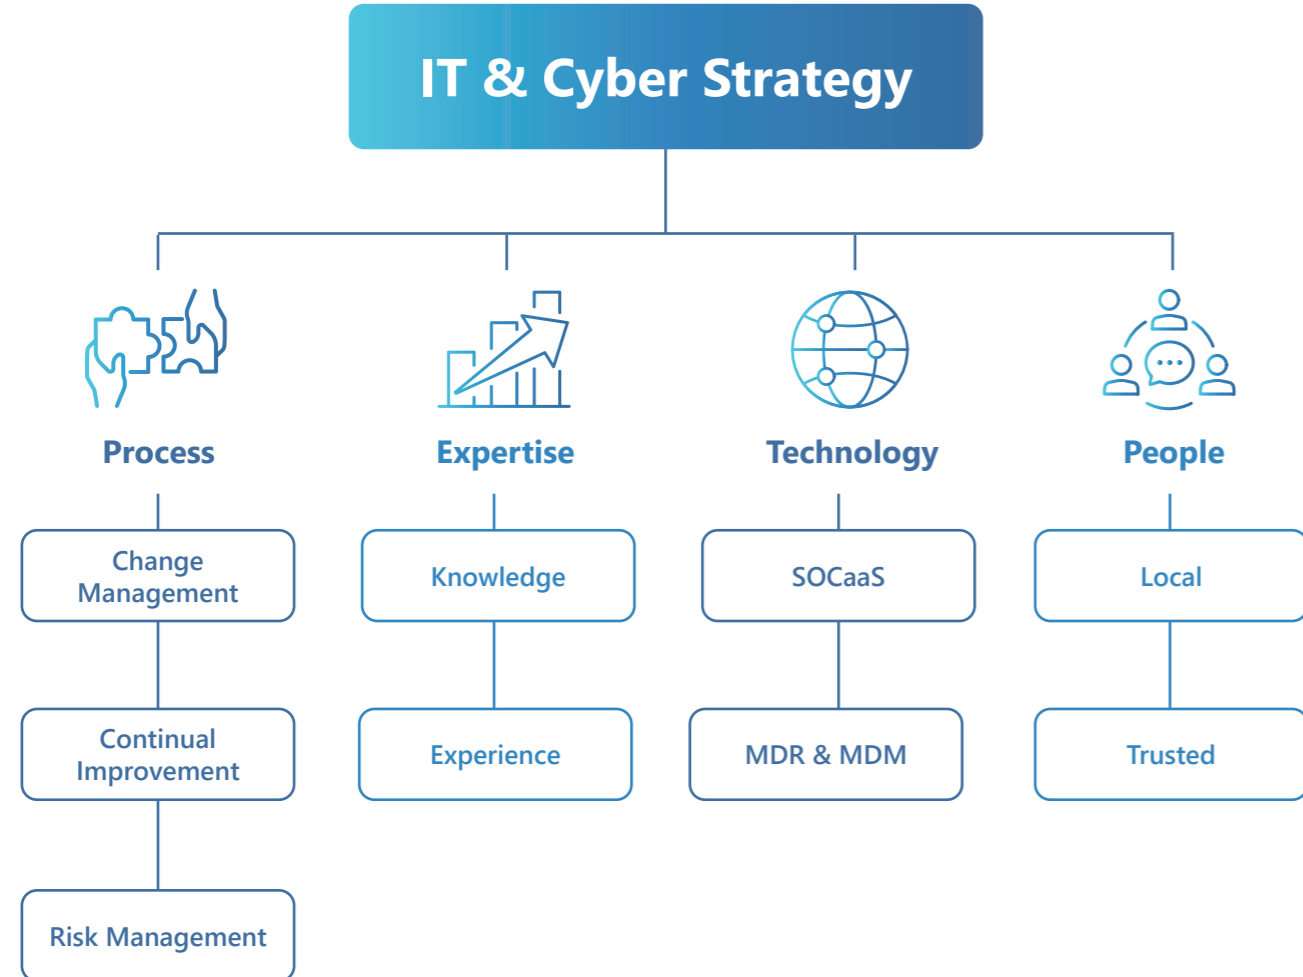 IT & Cyber Strategy
Process
Expertise
Technology
People
Change
Management
Knowledge
SOCaaS
Local
Continual
Improvement
Experience
MDR & MDM
Trusted
Risk Management